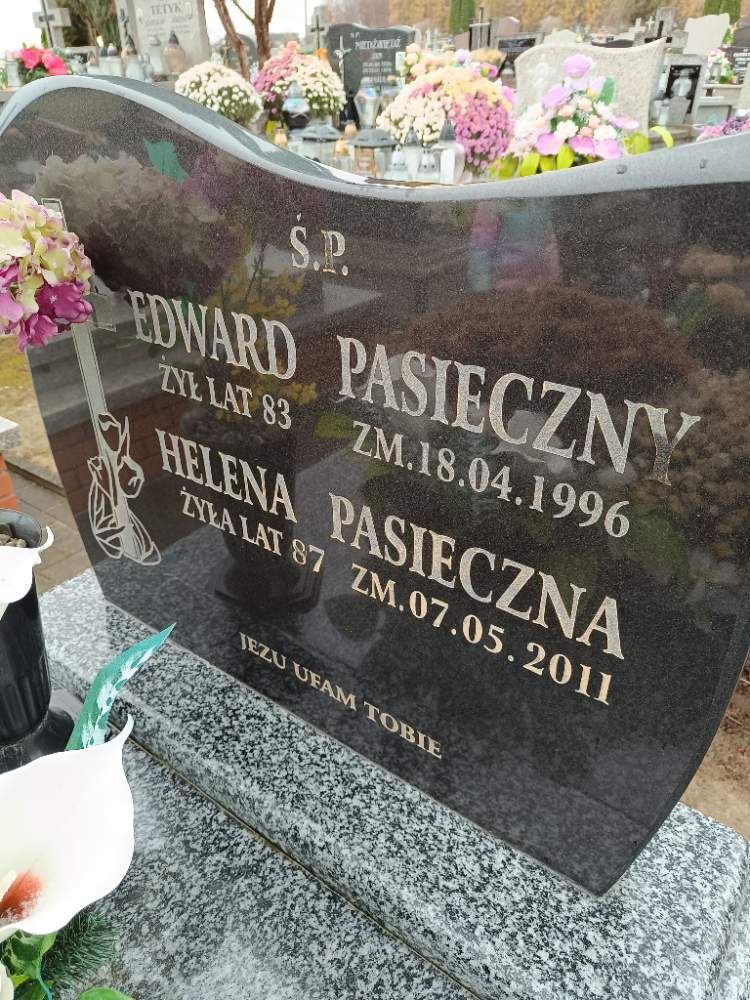 TETYK
Ś.P.
EDWARD PASIECZNY
ŻYŁ LAT 83 ZM.18.04.1996
HELENA PASIECZNA
ŻYŁA LAT 87 ZM.07.05.2011
JEZU UFAM TOBIE